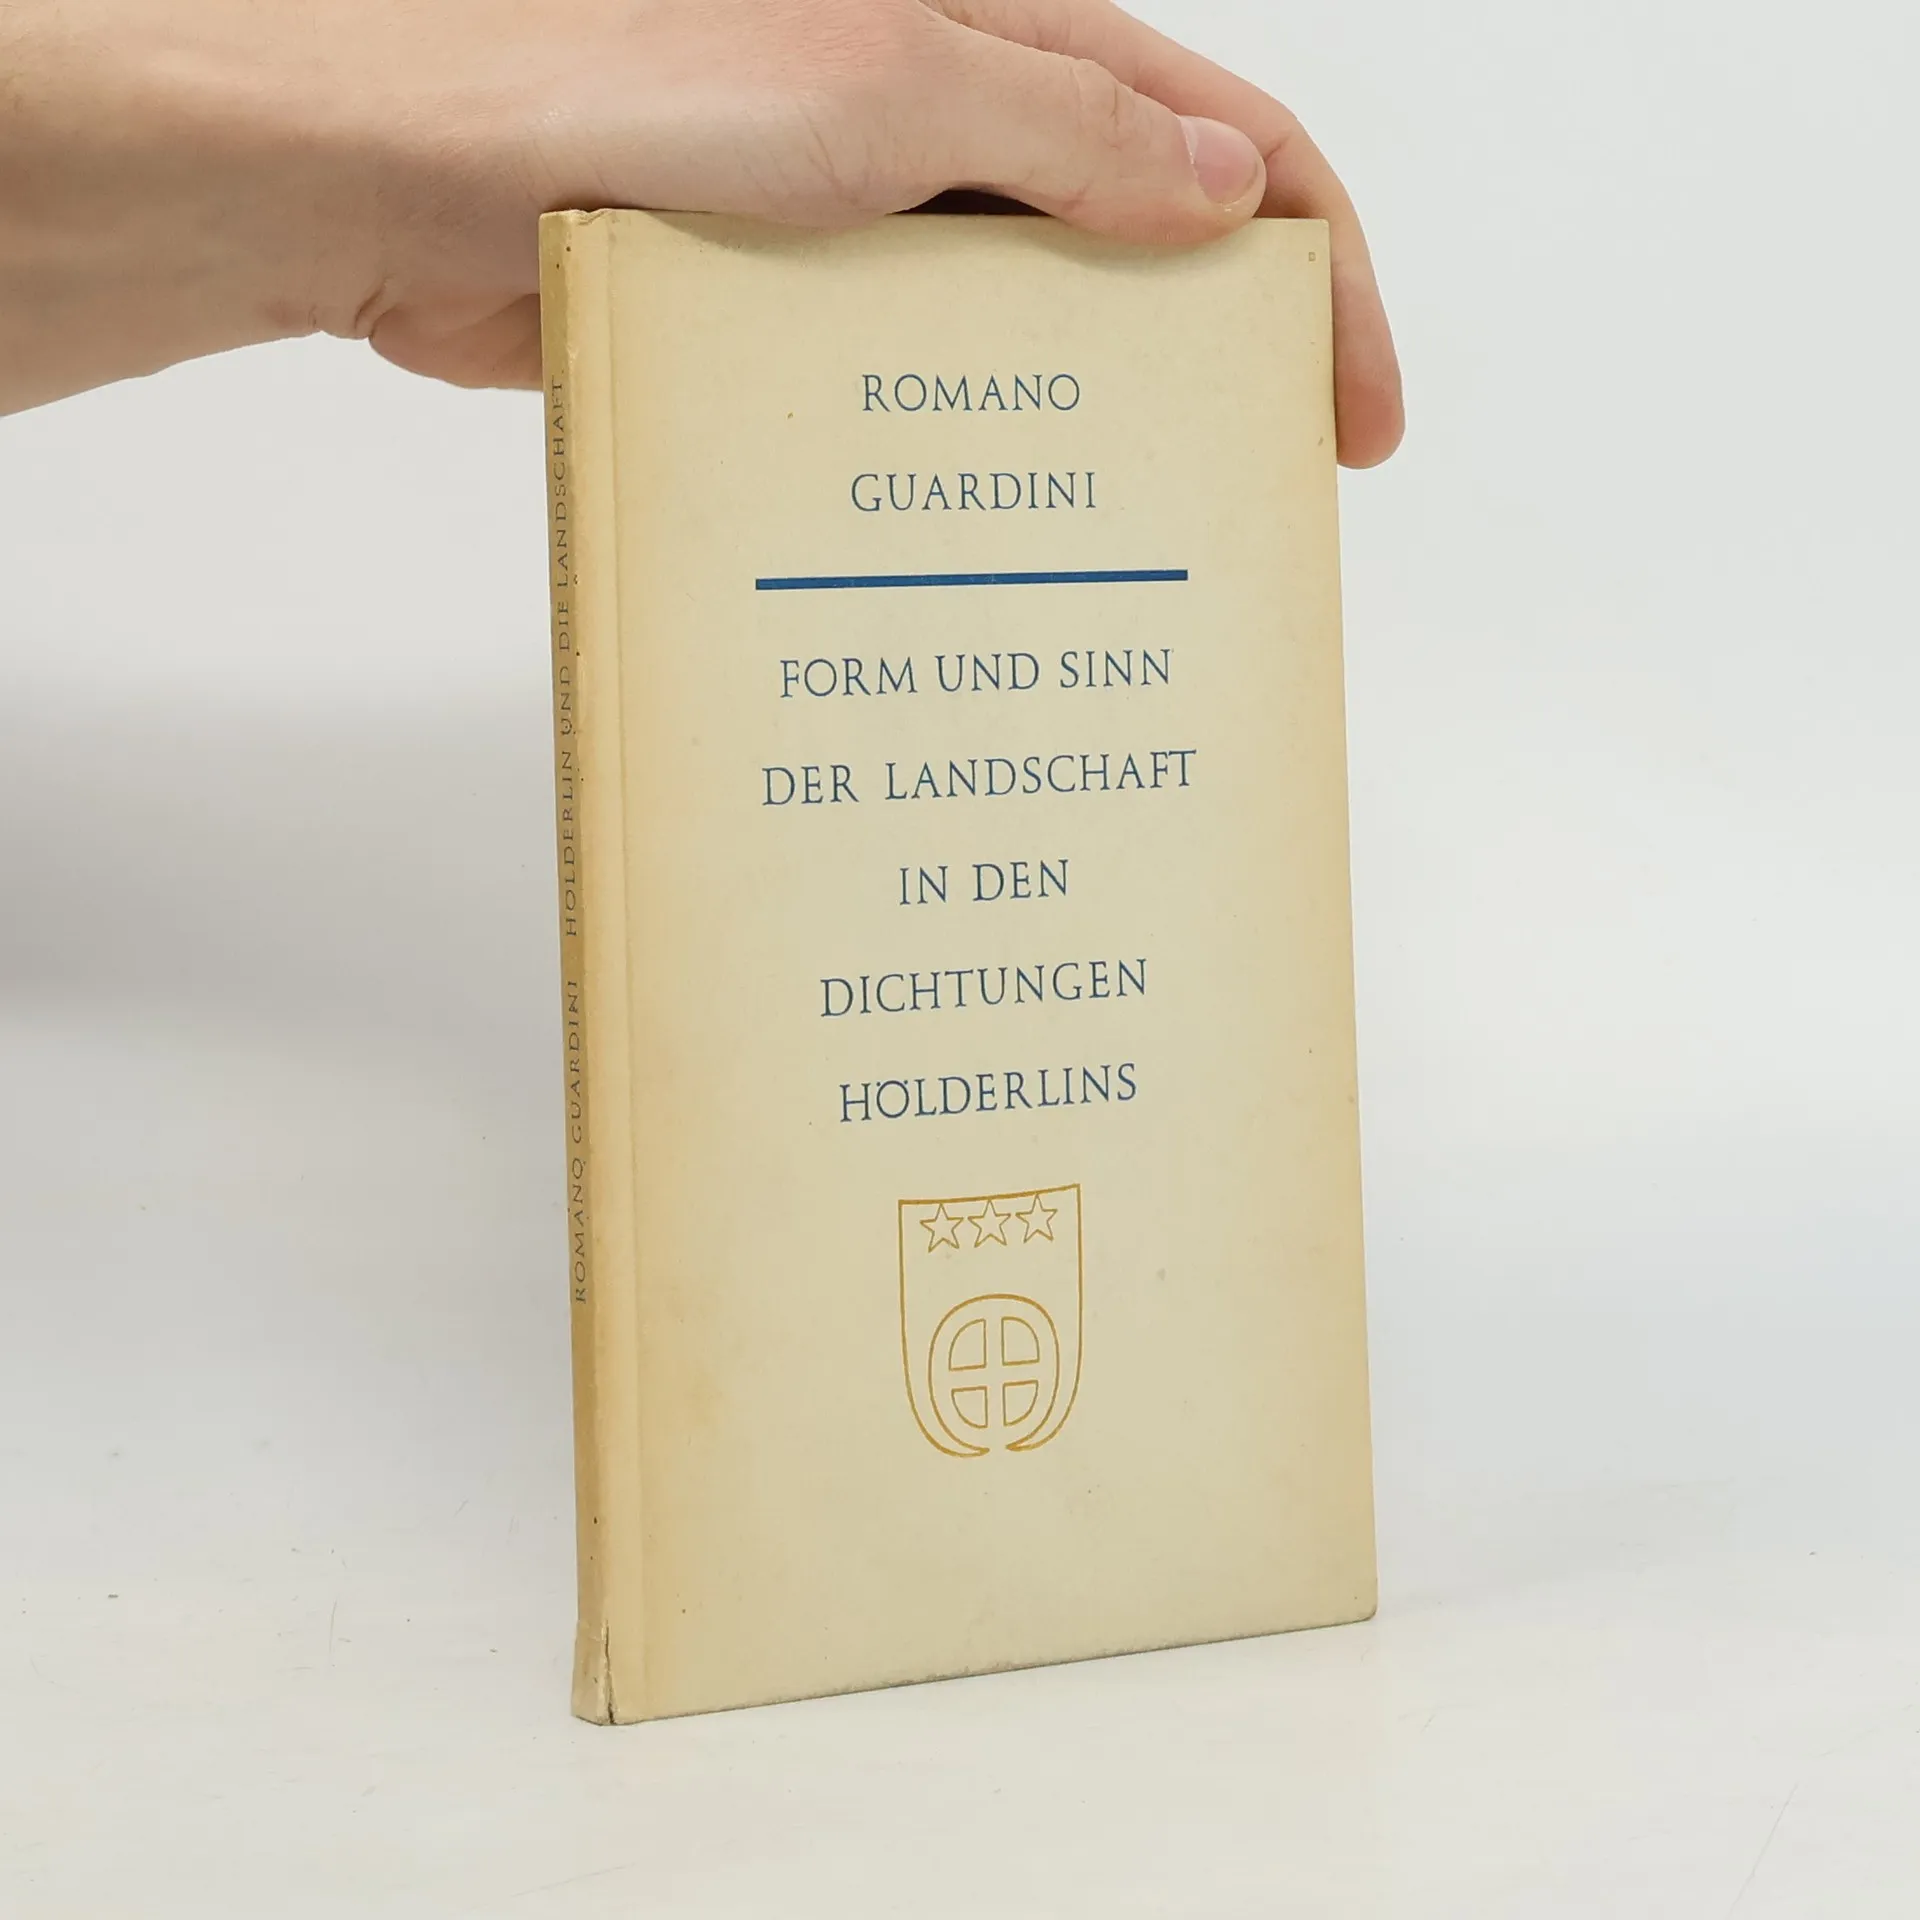 ROMANO
GUARDINI
FORM UND SINN
DER LANDSCHAFT
IN DEN
DICHTUNGEN
HÖLDERLINS
ROMANO GUARDINI HÖLDERLIN UND DIE LANDSCHAFT